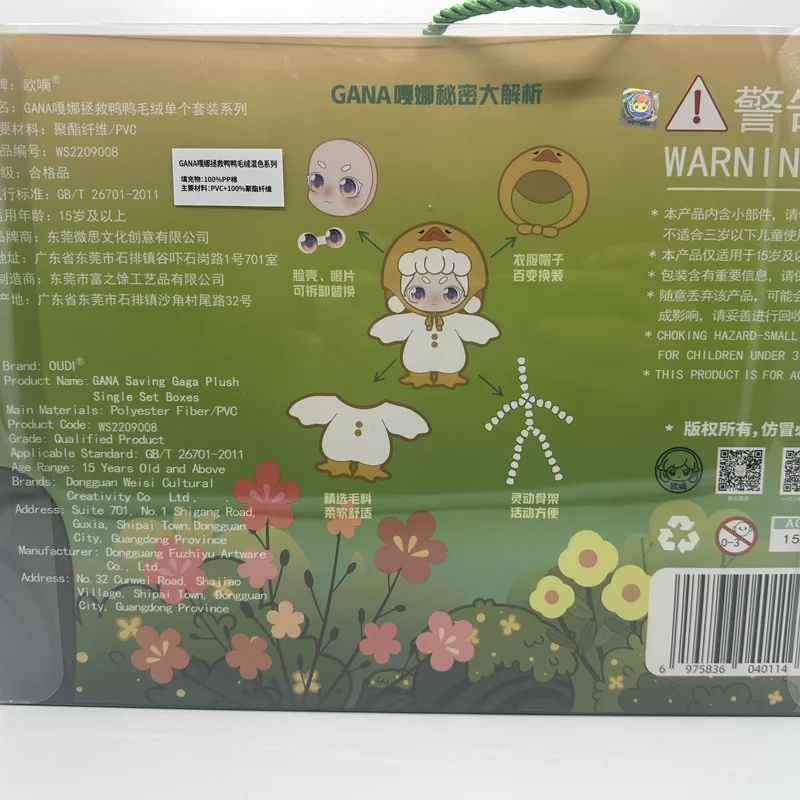 牌：欧嘀®
名：GANA嘎娜拯救鸭鸭毛绒单个套装系列
要材料：聚酯纤维/PVC
品编号：WS2209008
级：合格品
行标准：GB/T 26701-2011
适用年龄：15岁及以上
品牌商：东莞微思文化创意有限公司
地址：广东省东莞市石排镇谷吓石岗路1号701室
制造商：东莞市富之馀工艺品有限公司
产地：广东省东莞市石排镇沙角村尾路32号
Brand: OUDI®
Product Name: GANA Saving Gaga Plush
Single Set Boxes
Main Materials: Polyester Fiber/PVC
Product Code: WS2209008
Grade: Qualified Product
Applicable Standard: GB/T 26701-2011
Age Range: 15 Years Old and Above
Brands: Dongguan Weisi Cultural
Creativity Co Ltd,
Address: Suite 701, No.1 Shigang Road,
Guxia, Shipai Town,Dongguan
City, Guangdong Province
Manufacturer: Dongguang Fuzhiyu Artware
Co., Ltd.
Address: No.32 Cunwei Road, Shajiao
Village, Shipai Town, Dongguan
City, Guangdong Province
GANA嘎娜拯救鸭鸭毛绒混色系列
填充物：100%PP棉
主要材料：PVC+100%聚酯纤维
GANA嘎娜秘密大解析
脸壳、眼片
可拆卸替换
衣服帽子
百变换装
精选毛料
柔软舒适
灵动骨架
活动方便
警告
WARNIN
* 本产品内含小部件，请
不适合三岁以下儿童使
* 本产品仅适用于15岁及以
* 包装含有重要信息，请保
* 随意丢弃该产品，可能会
成影响，请妥善进行回收
* CHOKING HAZARD-SMALL
FOR CHILDREN UNDER 3
* THIS PRODUCT IS FOR A
* 版权所有，仿冒必
欧嘀
0-3
AG
15
6 975836 040114